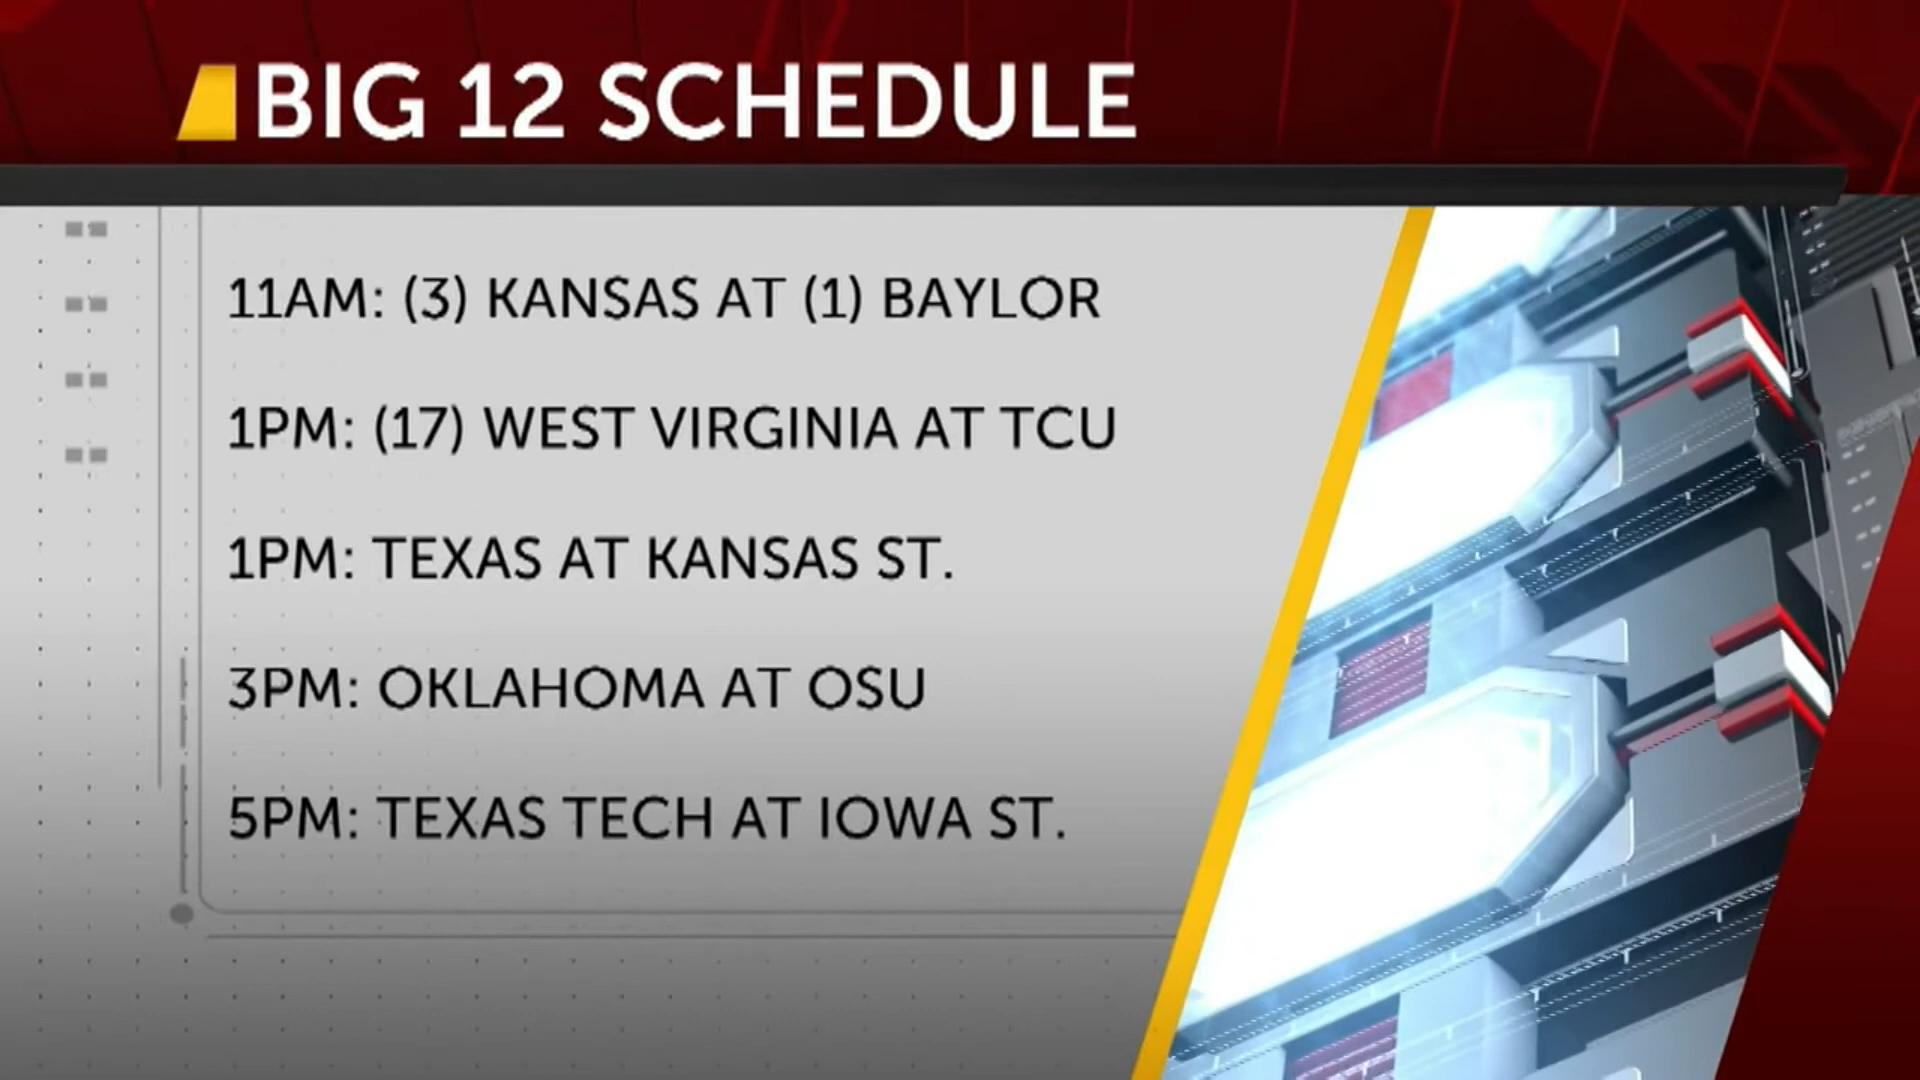 BIG 12 SCHEDULE
11AM: (3) KANSAS AT (1) BAYLOR
1PM: (17) WEST VIRGINIA AT TCU
1PM: TEXAS AT KANSAS ST.
3PM: OKLAHOMA AT OSU
5PM: TEXAS TECH AT IOWA ST.